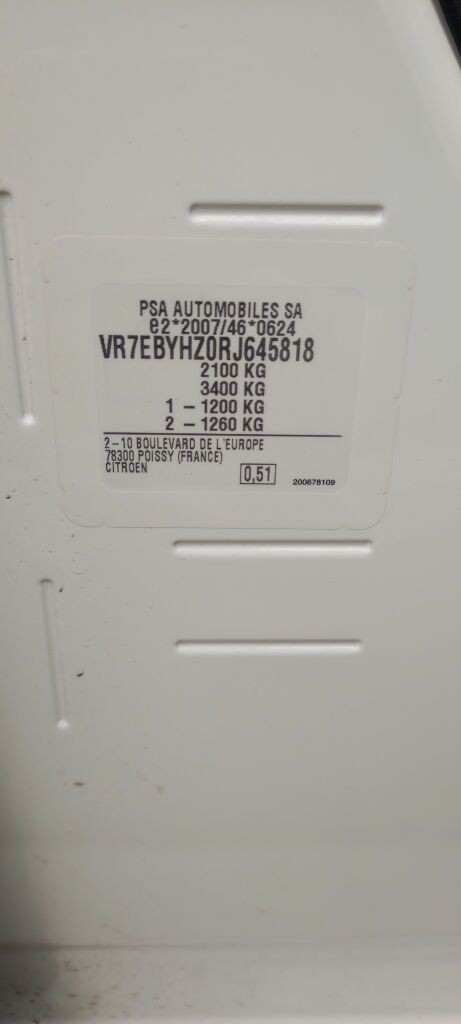 PSA AUTOMOBILES SA
e2*2007/46*0624
VR7EBYHZ0RJ645818
2100 KG
3400 KG
1 - 1200 KG
2 - 1260 KG
2-10 BOULEVARD DE L'EUROPE
78300 POISSY (FRANCE)
CITROEN
0,51
200678109